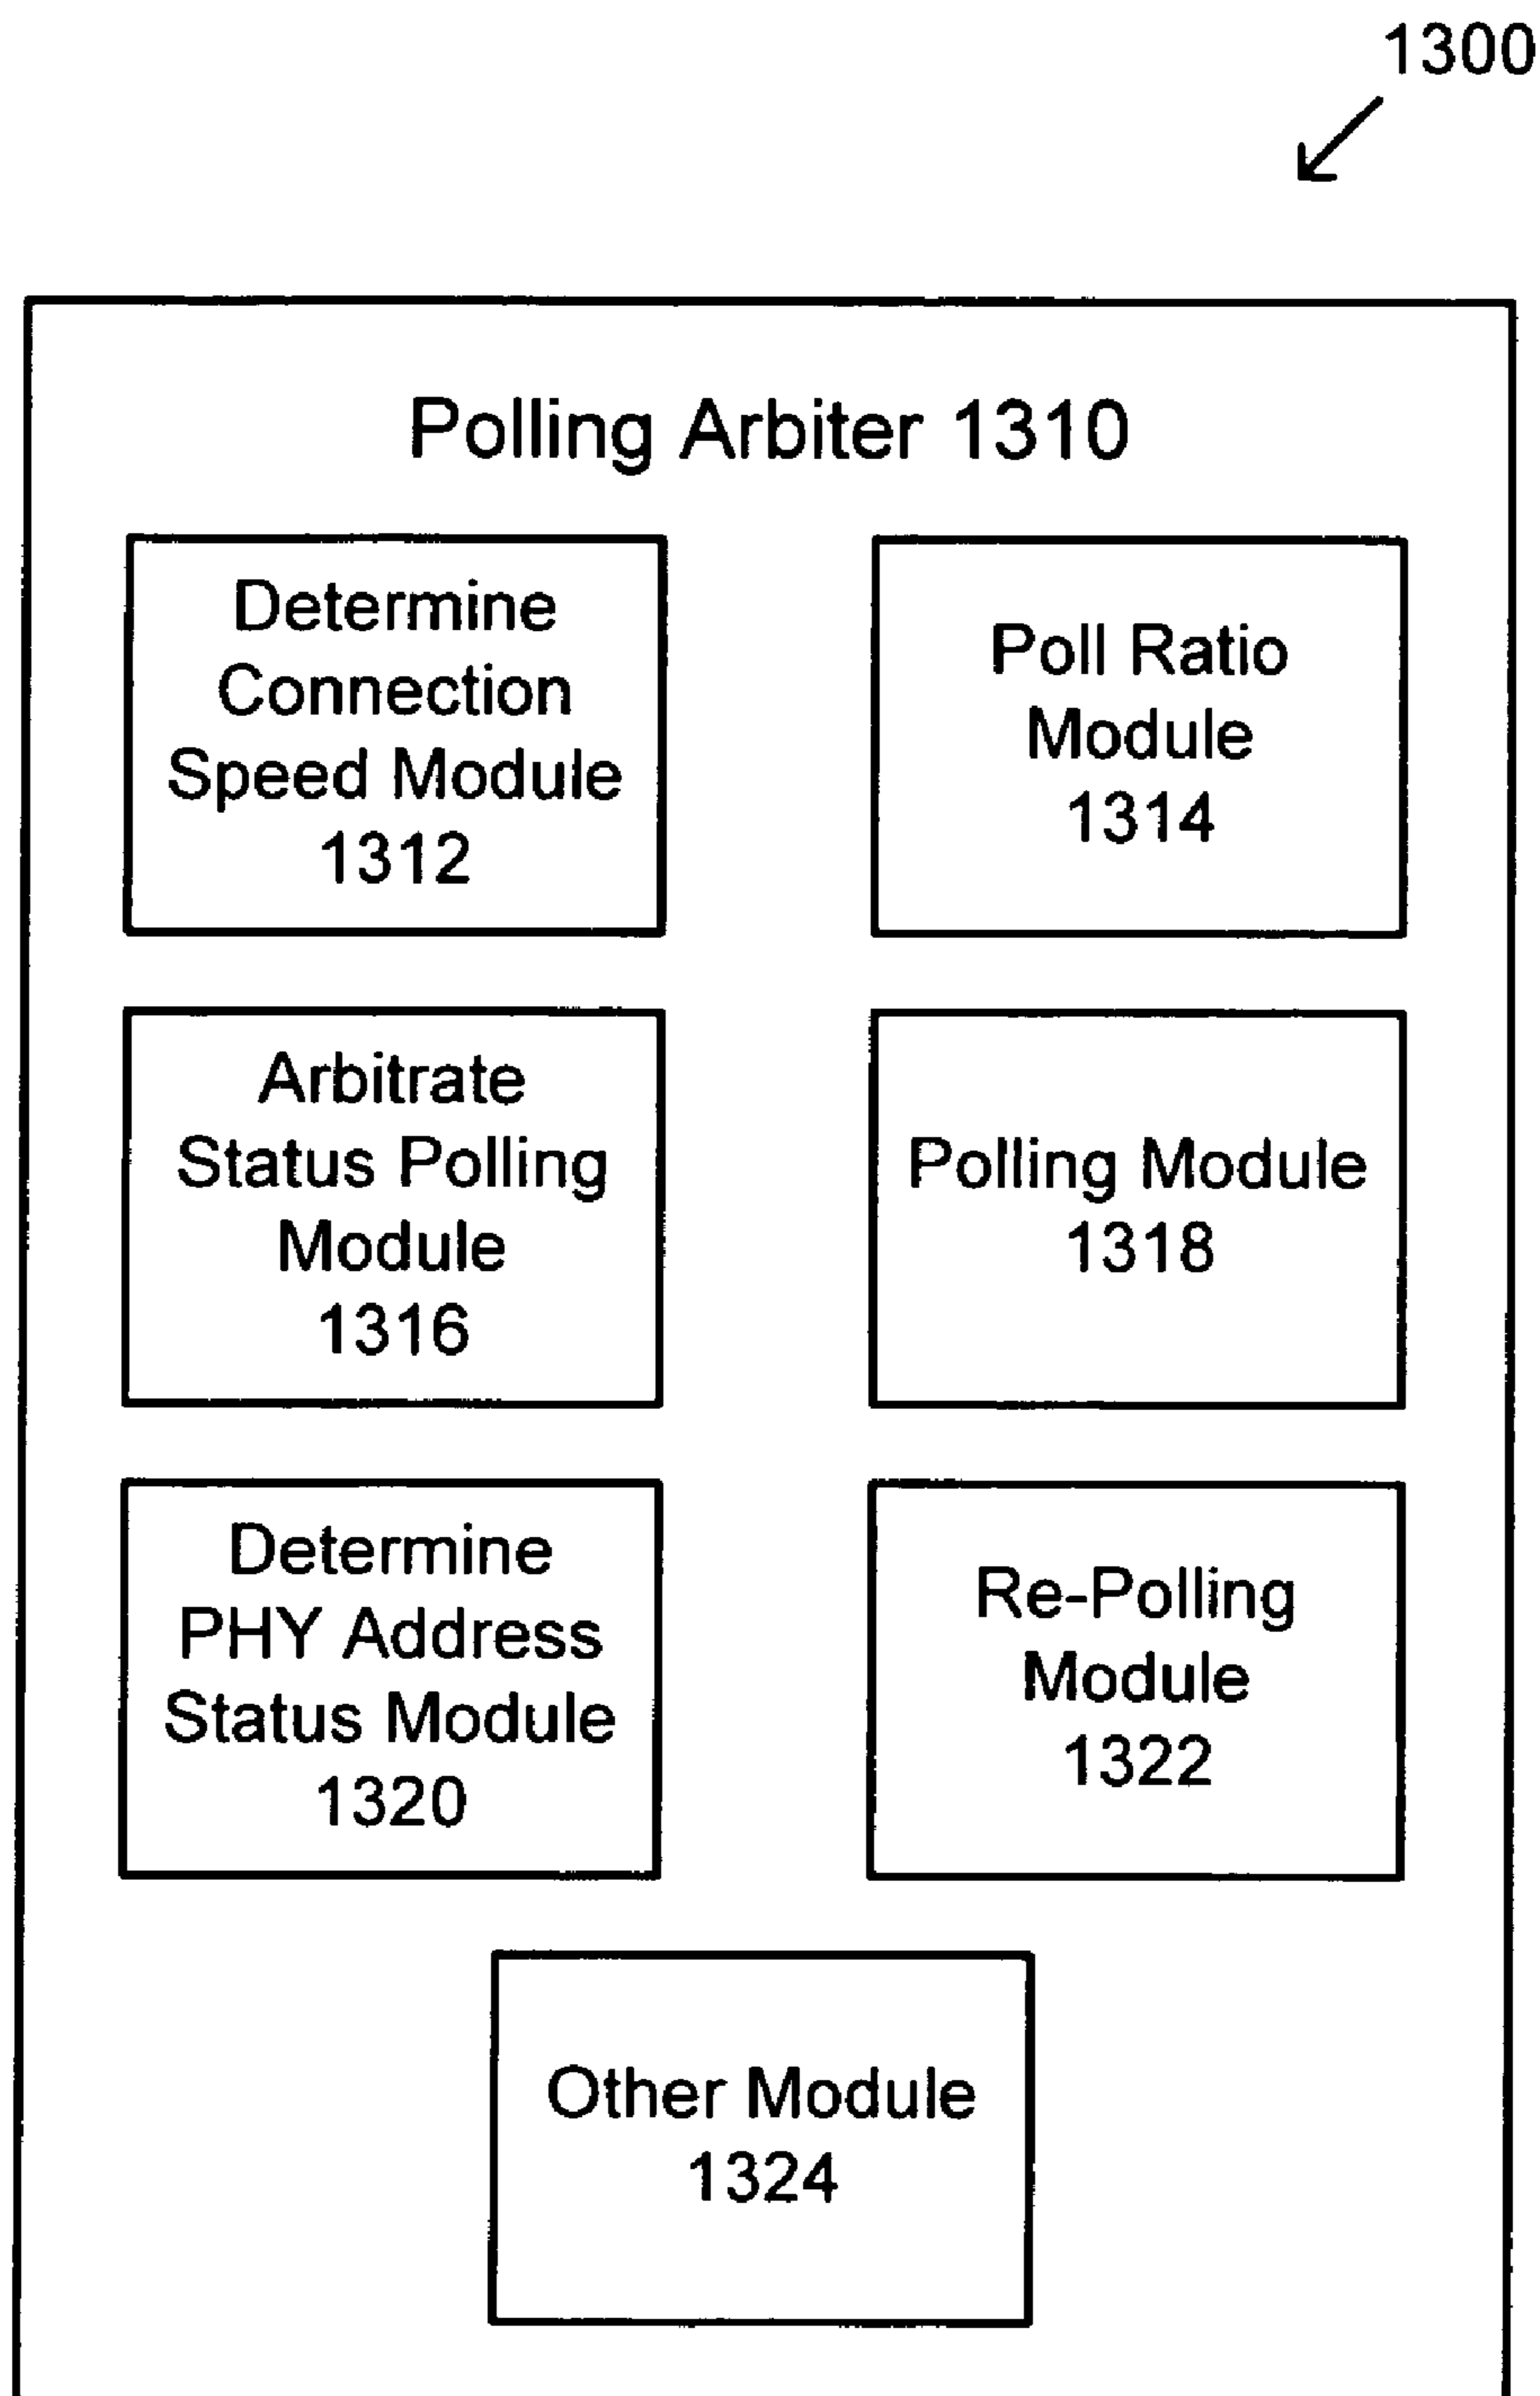 1300
Polling Arbiter 1310
Determine
Connection
Speed Module
1312
Poll Ratio
Module
1314
Arbitrate
Status Polling
Module
1316
Polling Module
1318
Determine
PHY Address
Status Module
1320
Re-Polling
Module
1322
Other Module
1324